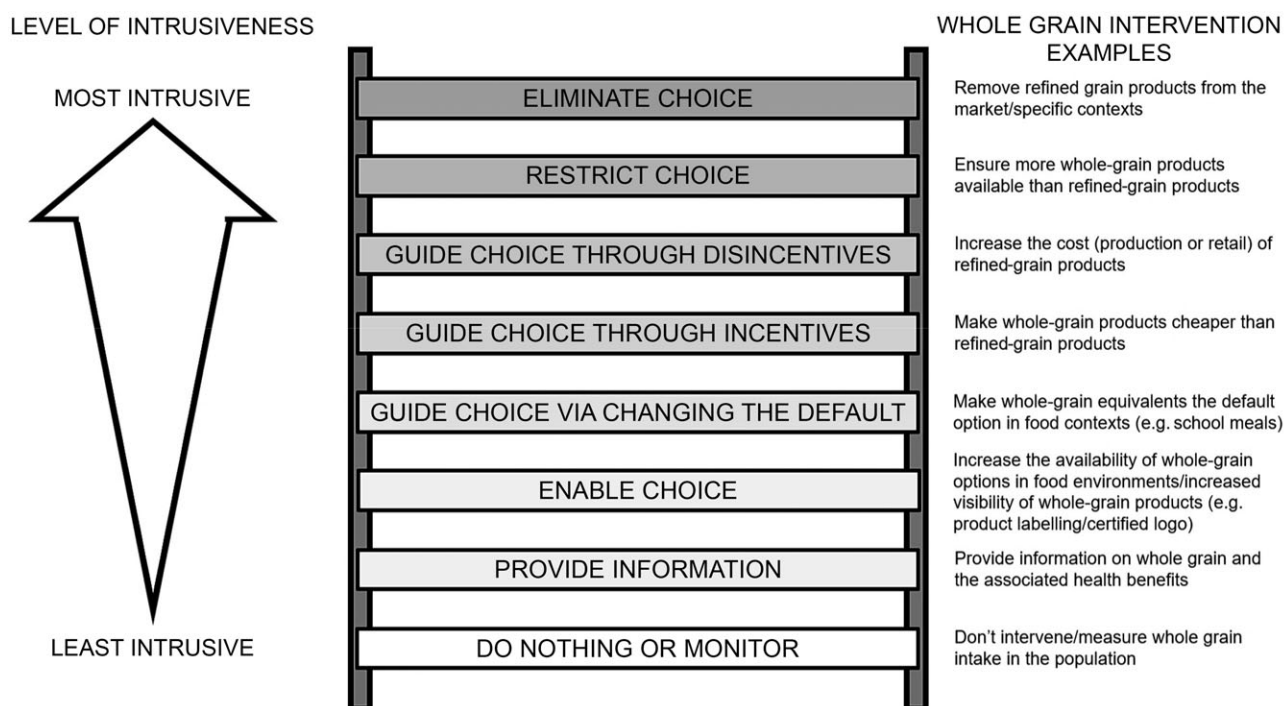 LEVEL OF INTRUSIVENESS
WHOLE GRAIN INTERVENTION
EXAMPLES
MOST INTRUSIVE
ELIMINATE CHOICE
Remove refined grain products from the
market/specific contexts
RESTRICT CHOICE
Ensure more whole-grain products
available than refined-grain products
GUIDE CHOICE THROUGH DISINCENTIVES
Increase the cost (production or retail) of
refined-grain products
GUIDE CHOICE THROUGH INCENTIVES
Make whole-grain products cheaper than
refined-grain products
GUIDE CHOICE VIA CHANGING THE DEFAULT
Make whole-grain equivalents the default
option in food contexts (e.g. school meals)
ENABLE CHOICE
Increase the availability of whole-grain
options in food environments/increased
visibility of whole-grain products (e.g.
product labelling/certified logo)
PROVIDE INFORMATION
Provide information on whole grain and
the associated health benefits
LEAST INTRUSIVE
DO NOTHING OR MONITOR
Don’t intervene/measure whole grain
intake in the population